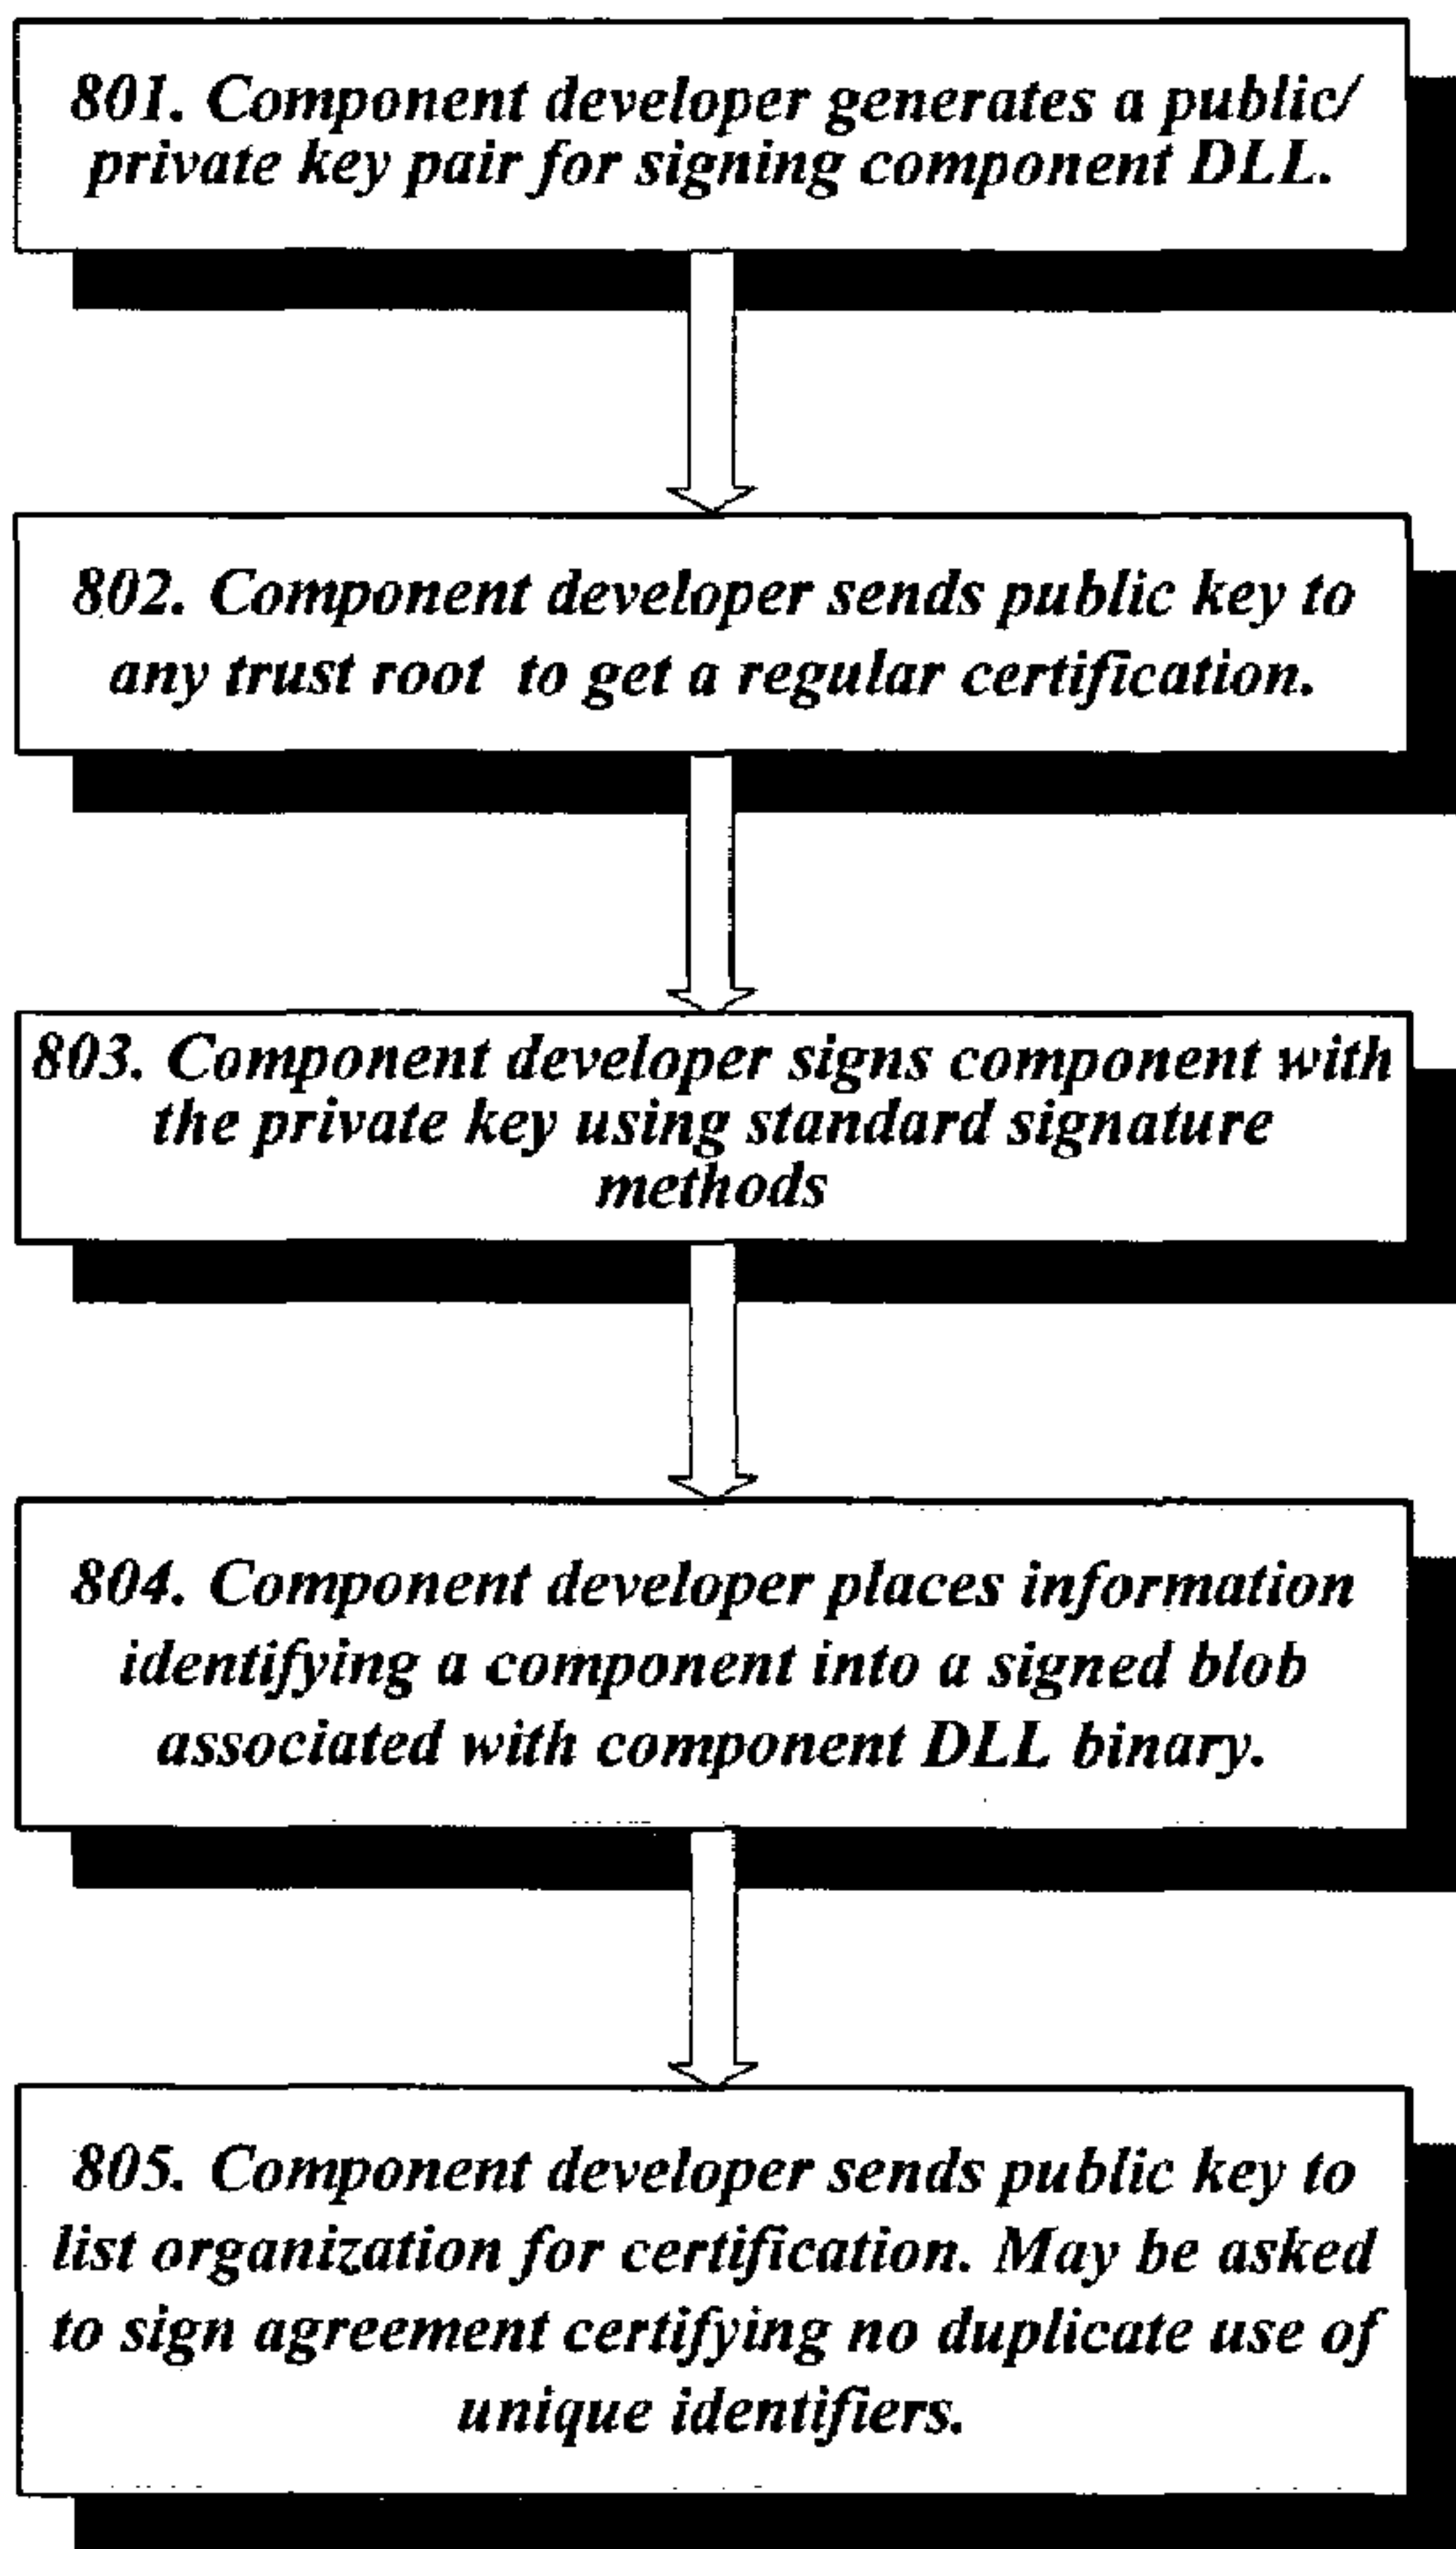 801. Component developer generates a public/
private key pair for signing component DLL.
802. Component developer sends public key to
any trust root to get a regular certification.
803. Component developer signs component with
the private key using standard signature
methods
804. Component developer places information
identifying a component into a signed blob
associated with component DLL binary.
805. Component developer sends public key to
list organization for certification. May be asked
to sign agreement certifying no duplicate use of
unique identifiers.